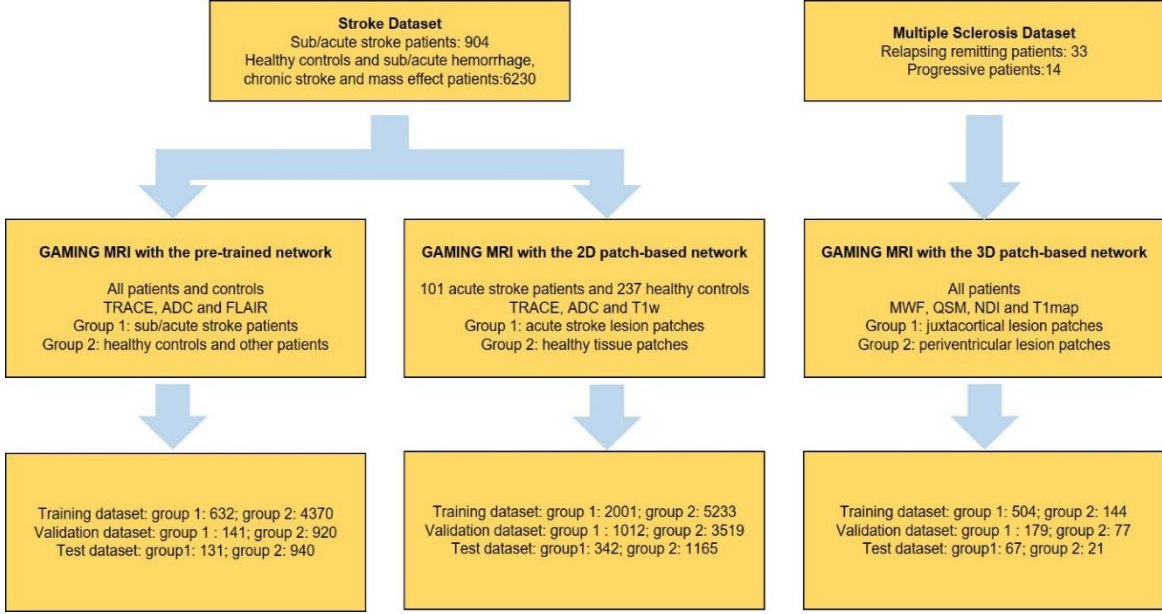 Stroke Dataset
Sub/acute stroke patients: 904
Healthy controls and sub/acute hemorrhage,
chronic stroke and mass effect patients:6230
Multiple Sclerosis Dataset
Relapsing remitting patients: 33
Progressive patients:14
GAMING MRI with the pre-trained network
All patients and controls
TRACE, ADC and FLAIR
Group 1: sub/acute stroke patients
Group 2: healthy controls and other patients
GAMING MRI with the 2D patch-based network
101 acute stroke patients and 237 healthy controls
TRACE, ADC and T1w
Group 1: acute stroke lesion patches
Group 2: healthy tissue patches
GAMING MRI with the 3D patch-based network
All patients
MWF, QSM, NDI and T1map
Group 1: juxtacortical lesion patches
Group 2: periventricular lesion patches
Training dataset: group 1: 632; group 2: 4370
Validation dataset: group 1 : 141; group 2: 920
Test dataset: group1: 131; group 2: 940
Training dataset: group 1: 2001; group 2: 5233
Validation dataset: group 1 : 1012; group 2: 3519
Test dataset: group1: 342; group 2: 1165
Training dataset: group 1: 504; group 2: 144
Validation dataset: group 1 : 179; group 2: 77
Test dataset: group1: 67; group 2: 21